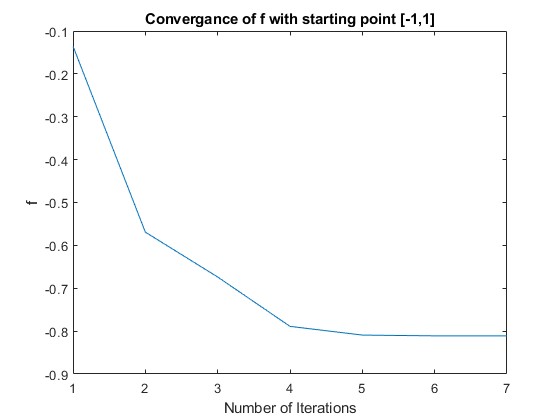 Convergance of f with starting point [-1,1]
-0.1
-0.2
-0.3
-0.4
-0.5
-0.6
-0.7
-0.8
-0.9
f
1 2 3 4 5 6 7
Number of Iterations